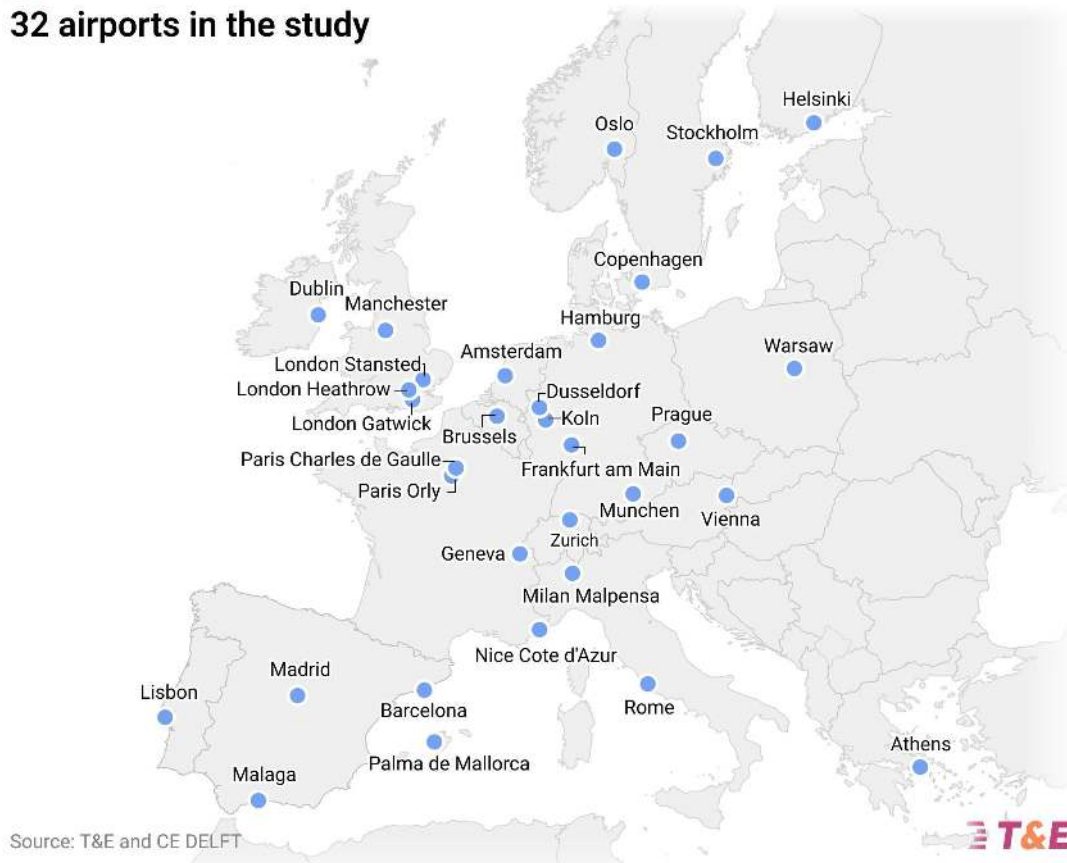 32 airports in the study
Helsinki
Oslo
Stockholm
Copenhagen
Dublin
Manchester
Hamburg
Warsaw
Amsterdam
London Stansted
London Heathrow
Dusseldorf
London Gatwick
Koln
Prague
Brussels
Paris Charles de Gaulle
Frankfurt am Main
Paris Orly
Munchen
Vienna
Zurich
Geneva
Milan Malpensa
Nice Cote d'Azur
Madrid
Lisbon
Barcelona
Rome
Athens
Palma de Mallorca
Malaga
Source: T&E and CE DELFT
T&E